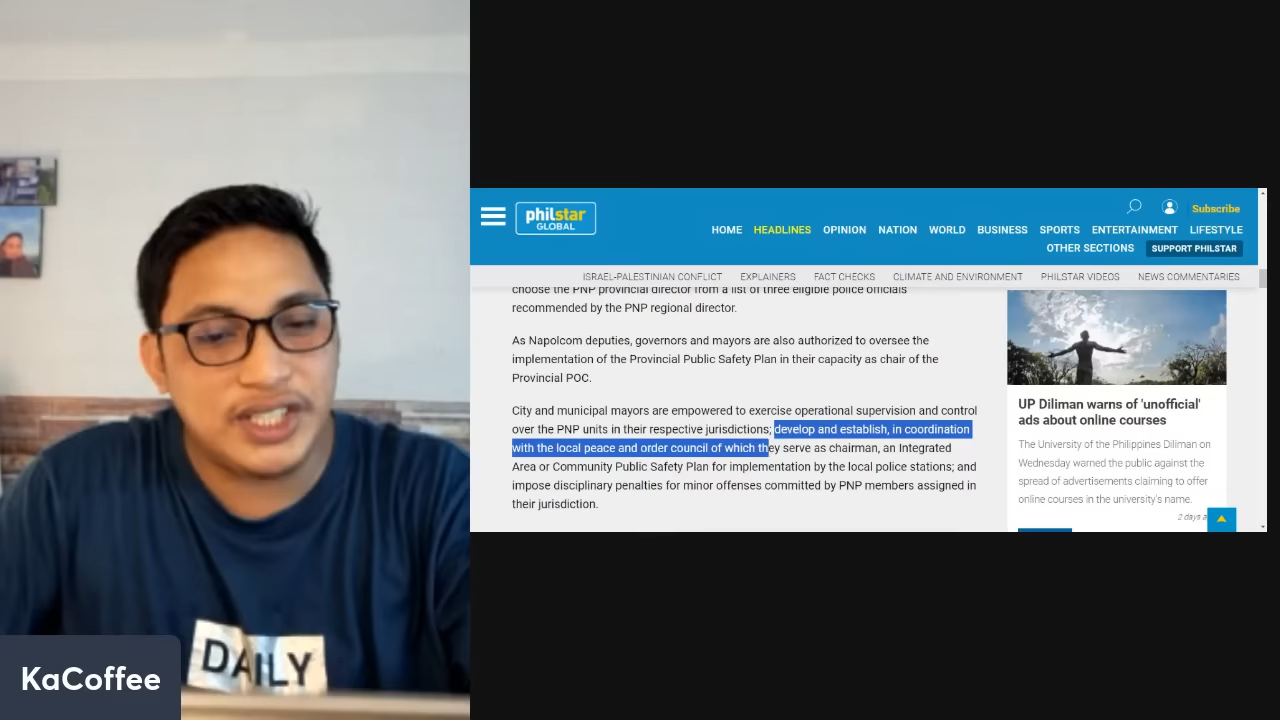 DAILY
KaCoffee
philstar
GLOBAL
Subscribe
HOME HEADLINES OPINION NATION WORLD BUSINESS SPORTS ENTERTAINMENT LIFESTYLE
OTHER SECTIONS SUPPORT PHILSTAR
ISRAEL-PALESTINIAN CONFLICT EXPLAINERS FACT CHECKS CLIMATE AND ENVIRONMENT PHILSTAR VIDEOS NEWS COMMENTARIES
choose the PNP provincial director from a list of three eligible police officials
recommended by the PNP regional director.
As Napolcom deputies, governors and mayors are also authorized to oversee the
implementation of the Provincial Public Safety Plan in their capacity as chair of the
Provincial POC.
City and municipal mayors are empowered to exercise operational supervision and control
over the PNP units in their respective jurisdictions; develop and establish, in coordination
with the local peace and order council of which they serve as chairman, an Integrated
Area or Community Public Safety Plan for implementation by the local police stations; and
impose disciplinary penalties for minor offenses committed by PNP members assigned in
their jurisdiction.
UP Diliman warns of 'unofficial'
ads about online courses
The University of the Philippines Diliman on
Wednesday warned the public against the
spread of advertisements claiming to offer
online courses in the university's name.
2 days